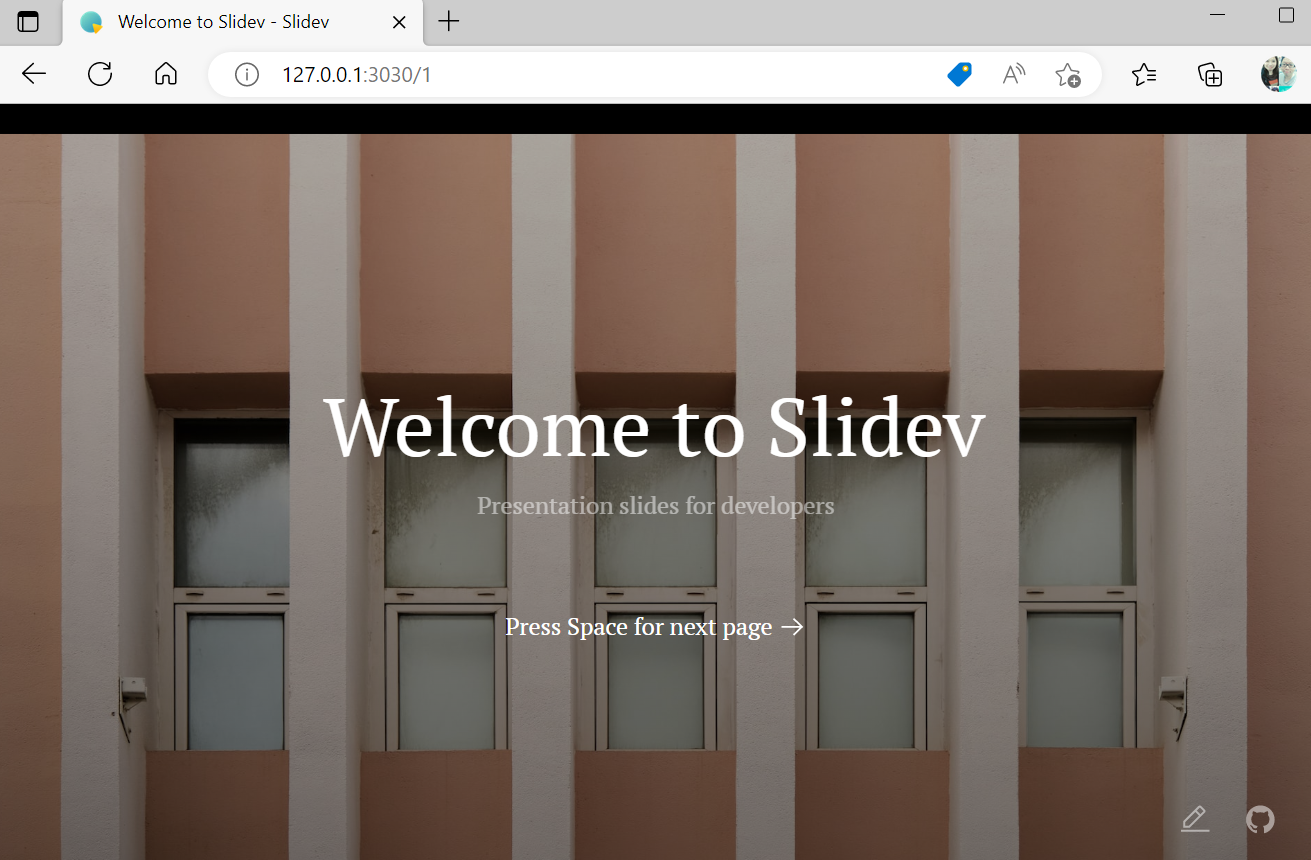 Welcome to Slidev - Slidev
127.0.0.1:3030/1
Welcome to Slidev
Presentation slides for developers
Press Space for next page →